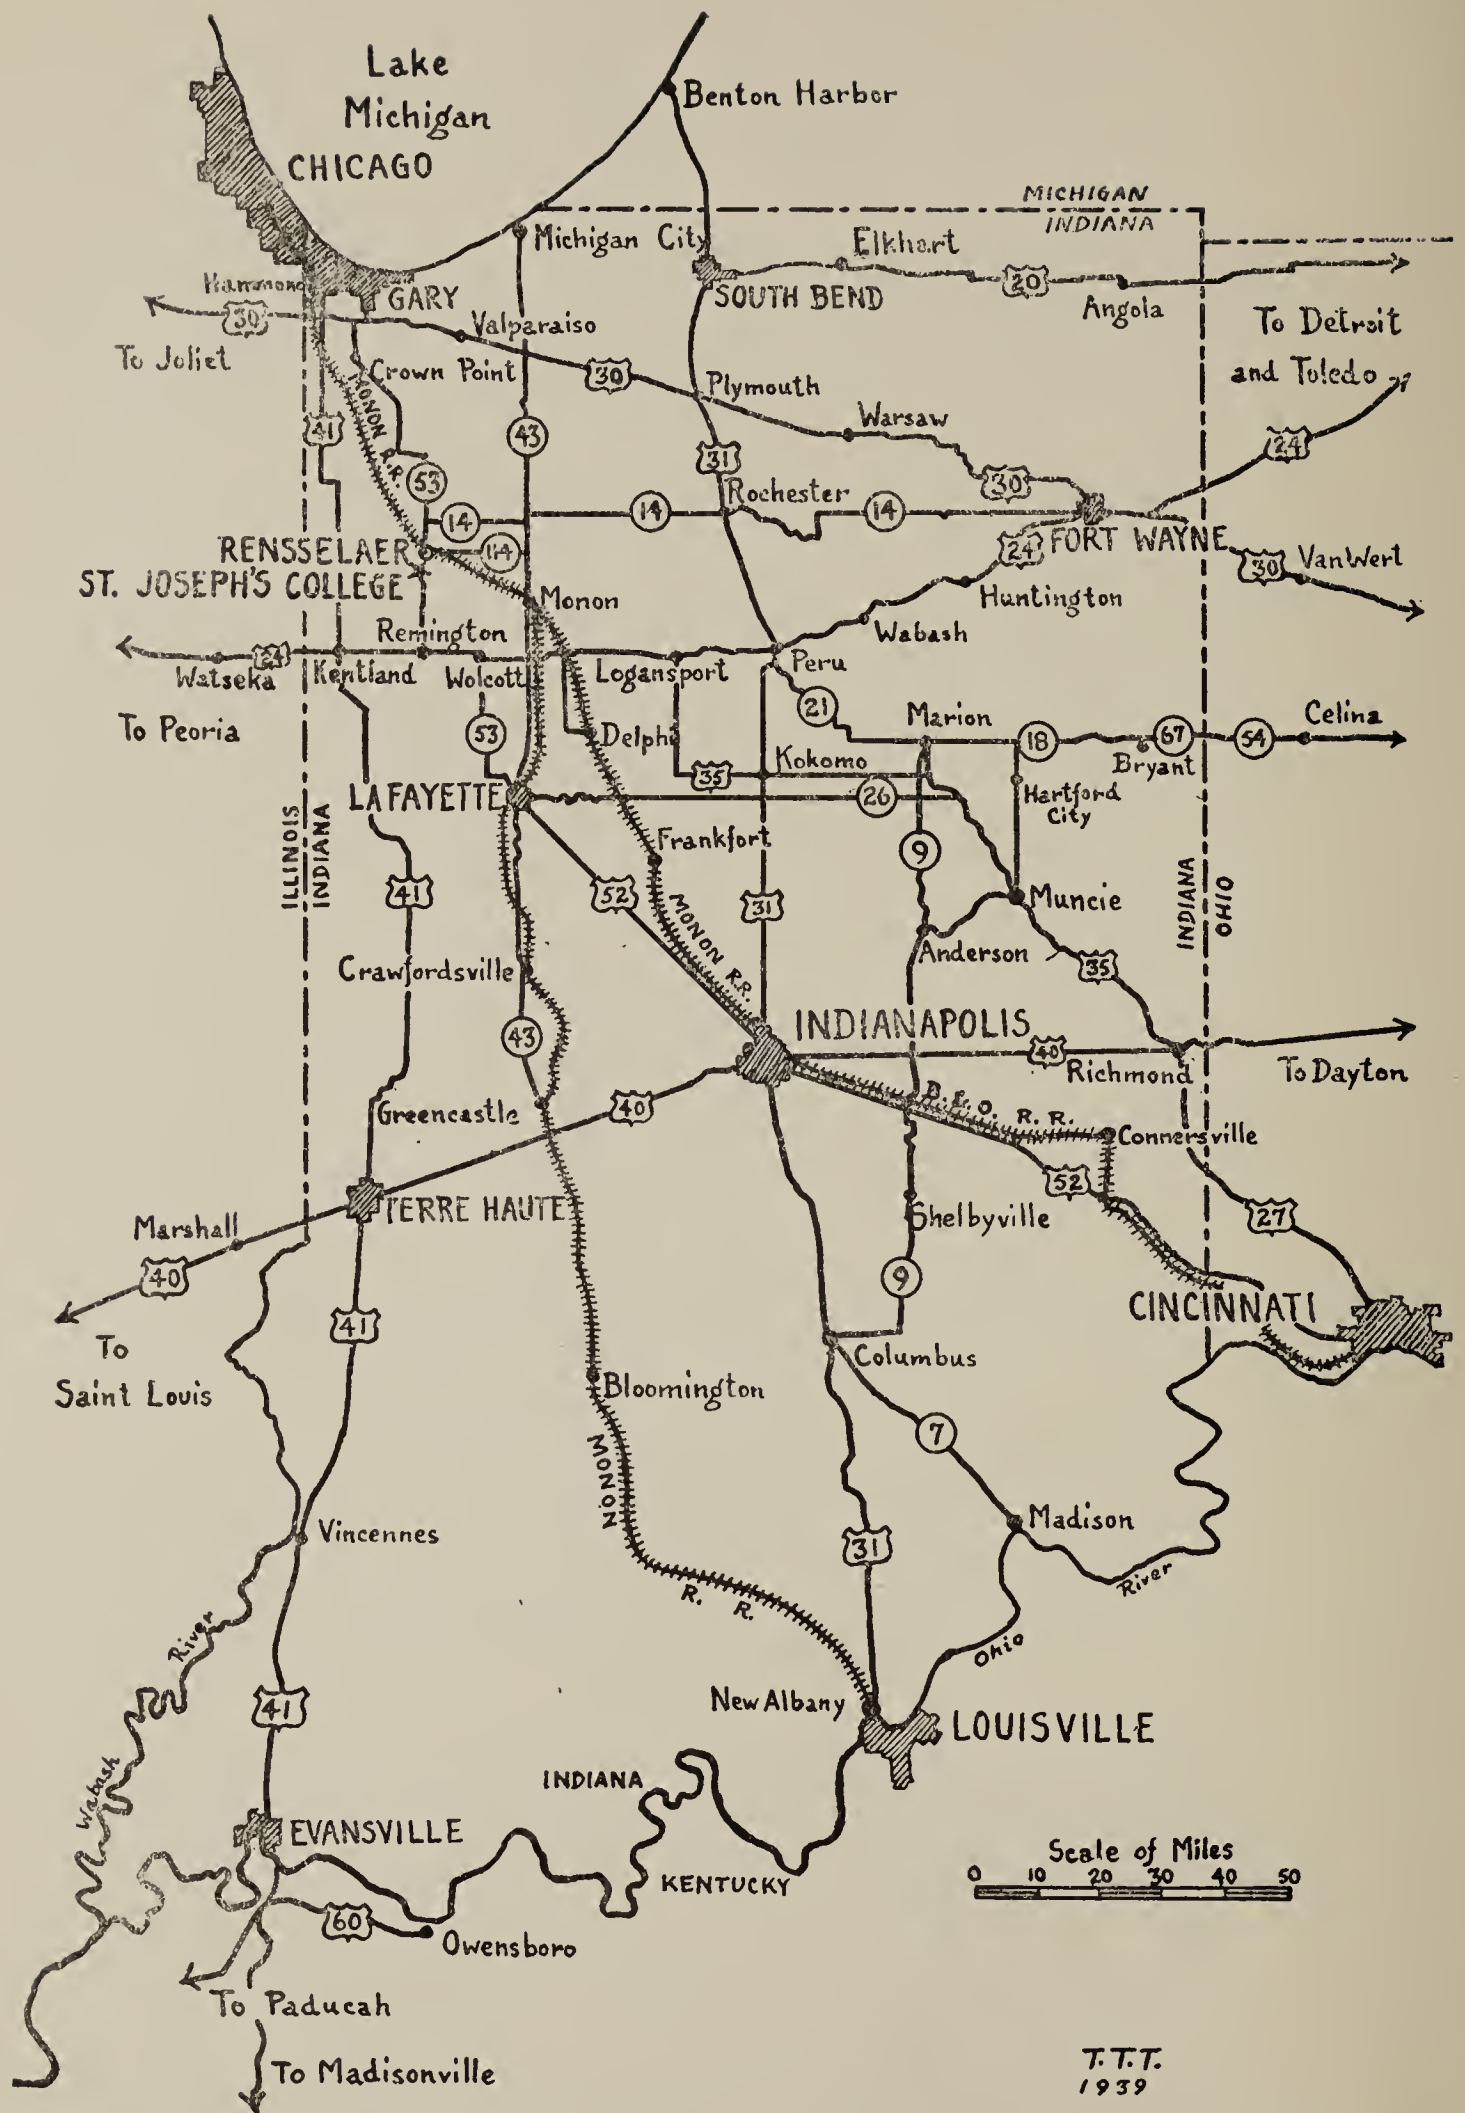 Lake
Michigan
Benton Harbor
CHICAGO
MICHIGAN
INDIANA
Michigan City
Elkhart
Hammond
GARY
SOUTH BEND
20
Angola
30
Valparaiso
To Detroit
and Toledo
To Joliet
Crown Point
30
Plymouth
MONON R.R.
Warsaw
41
43
31
24
53
30
14
14
Rochester
14
RENSSELAER
114
24
FORT WAYNE
30
Van Wert
ST. JOSEPH'S COLLEGE
Monon
Huntington
Remington
Wabash
24
Watseka
Kentland
Wolcott
Logansport
Peru
To Peoria
21
Marion
Celina
53
Delphi
18
67
54
Bryant
35
Kokomo
LAFAYETTE
26
Hartford
City
ILLINOIS
INDIANA
Frankfort
9
41
52
MONON R.R.
31
Muncie
INDIANA
OHIO
Crawfordsville
Anderson
35
43
INDIANAPOLIS
40
Richmond
To Dayton
Greencastle
40
B. & O. R. R.
Connersville
52
TERRE HAUTE
Shelbyville
27
Marshall
40
9
CINCINNATI
41
To
Saint Louis
Columbus
Bloomington
7
MONON
R. R.
Vincennes
31
Madison
River
Ohio
River
Wabash
41
New Albany
LOUISVILLE
INDIANA
EVANSVILLE
KENTUCKY
Scale of Miles
0 10 20 30 40 50
60
Owensboro
To Paducah
To Madisonville
T.T.T.
1939